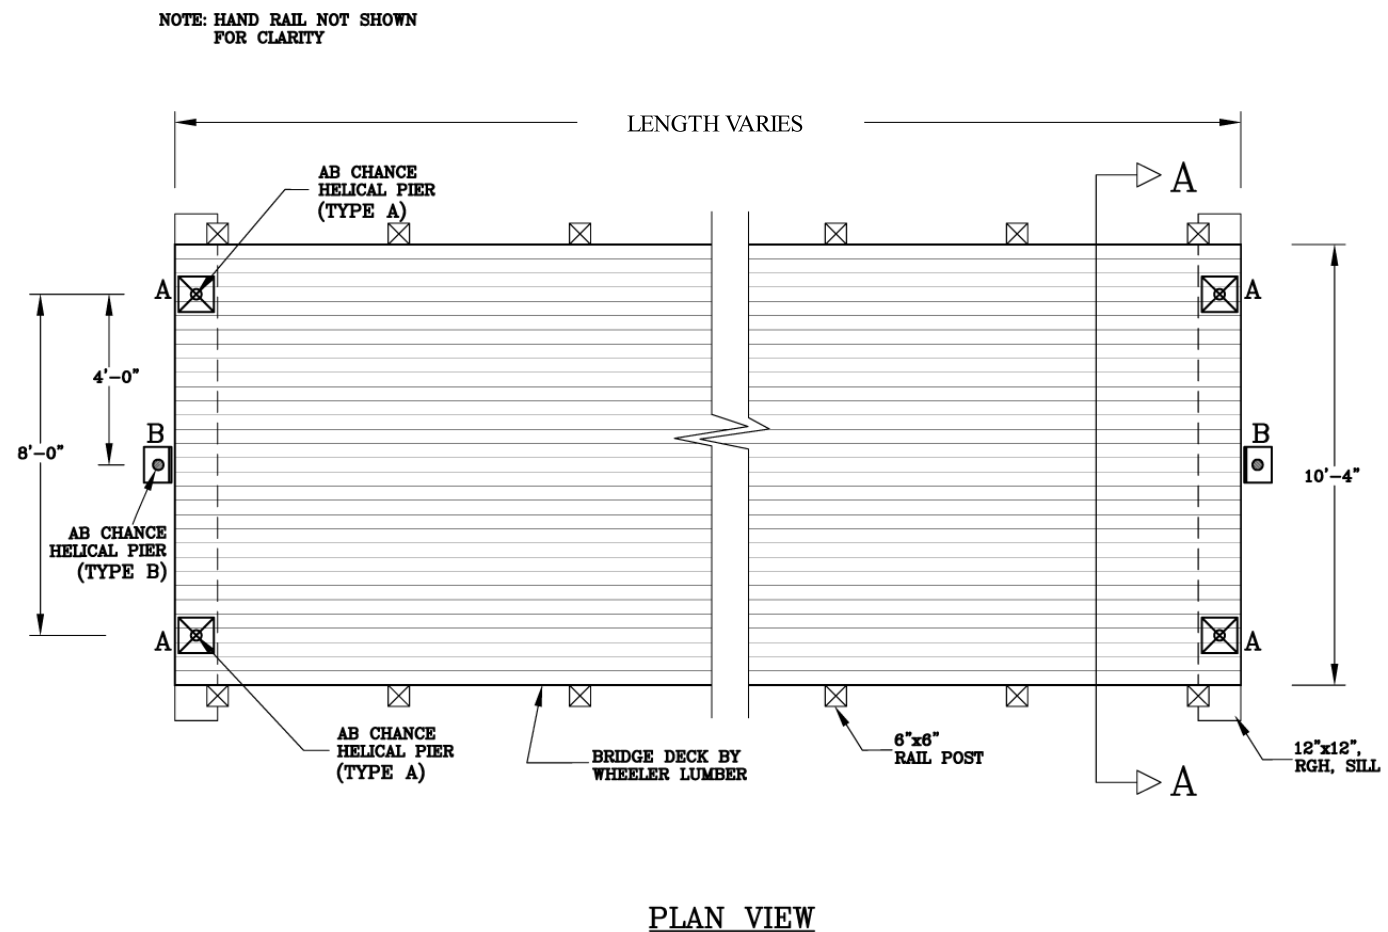 NOTE: HAND RAIL NOT SHOWN
FOR CLARITY
LENGTH VARIES
AB CHANCE
HELICAL PIER
(TYPE A)
A
A
A
4'-0"
B
B
8'-0"
10'-4"
AB CHANCE
HELICAL PIER
(TYPE B)
A
A
AB CHANCE
HELICAL PIER
(TYPE A)
BRIDGE DECK BY
WHEELER LUMBER
6"x6"
RAIL POST
12"x12",
RGH, SILL
A
PLAN VIEW